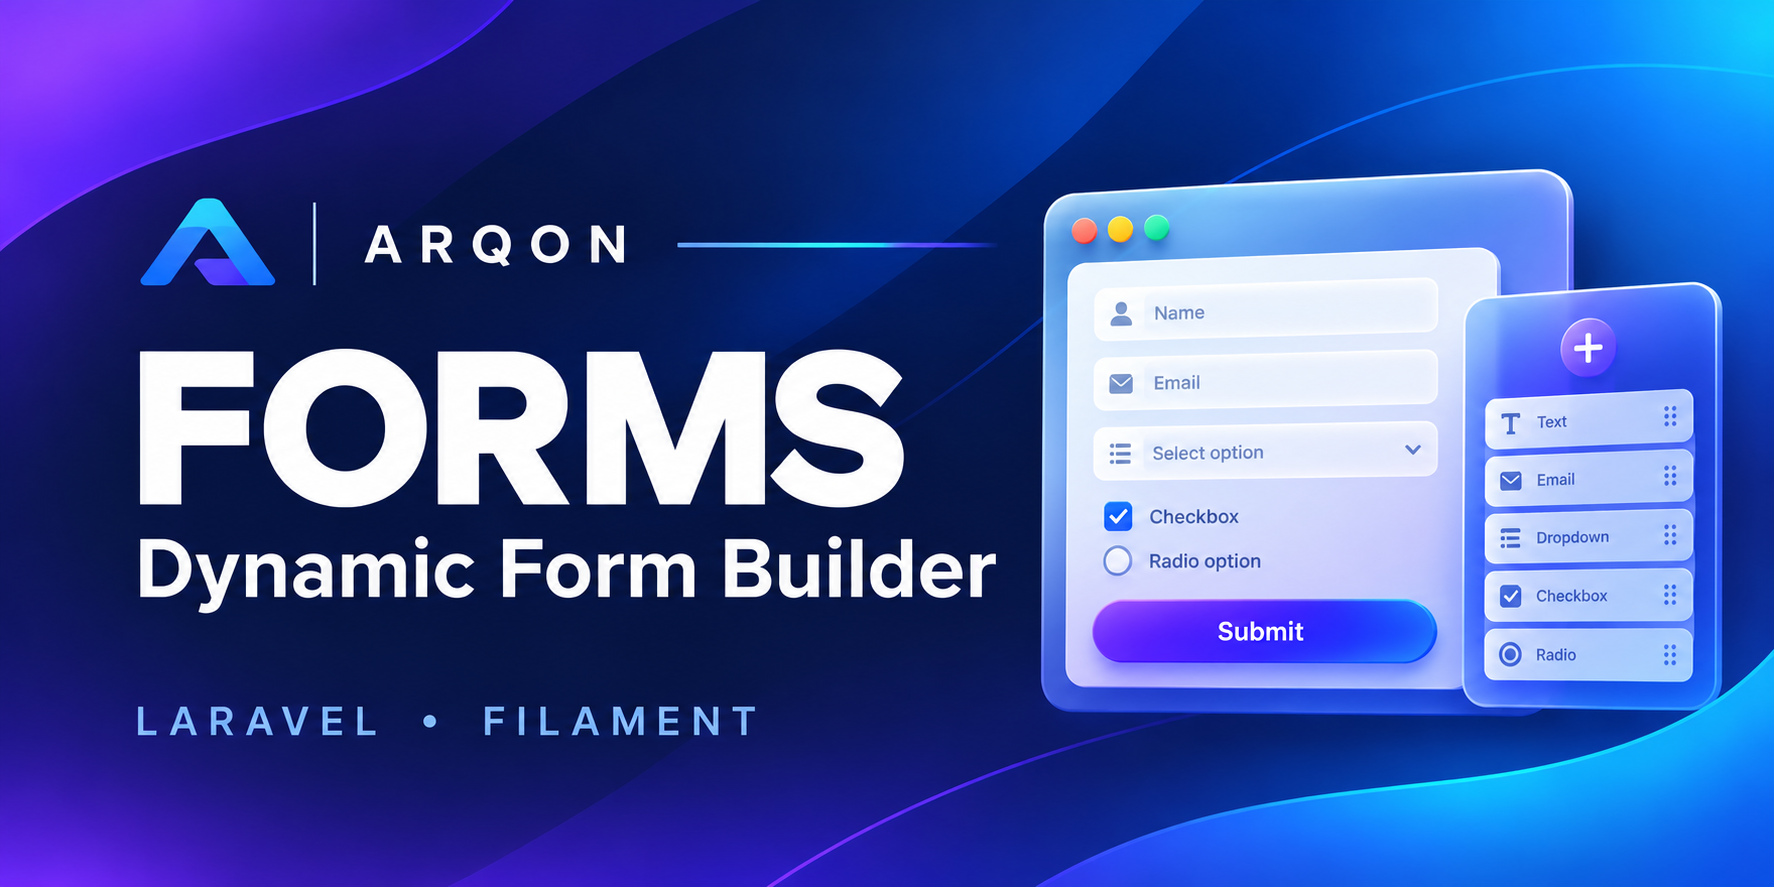 ARQON
FORMS
Dynamic Form Builder
LARAVEL • FILAMENT
Name
Email
Select option
Checkbox
Radio option
Submit
Text
Email
Dropdown
Checkbox
Radio